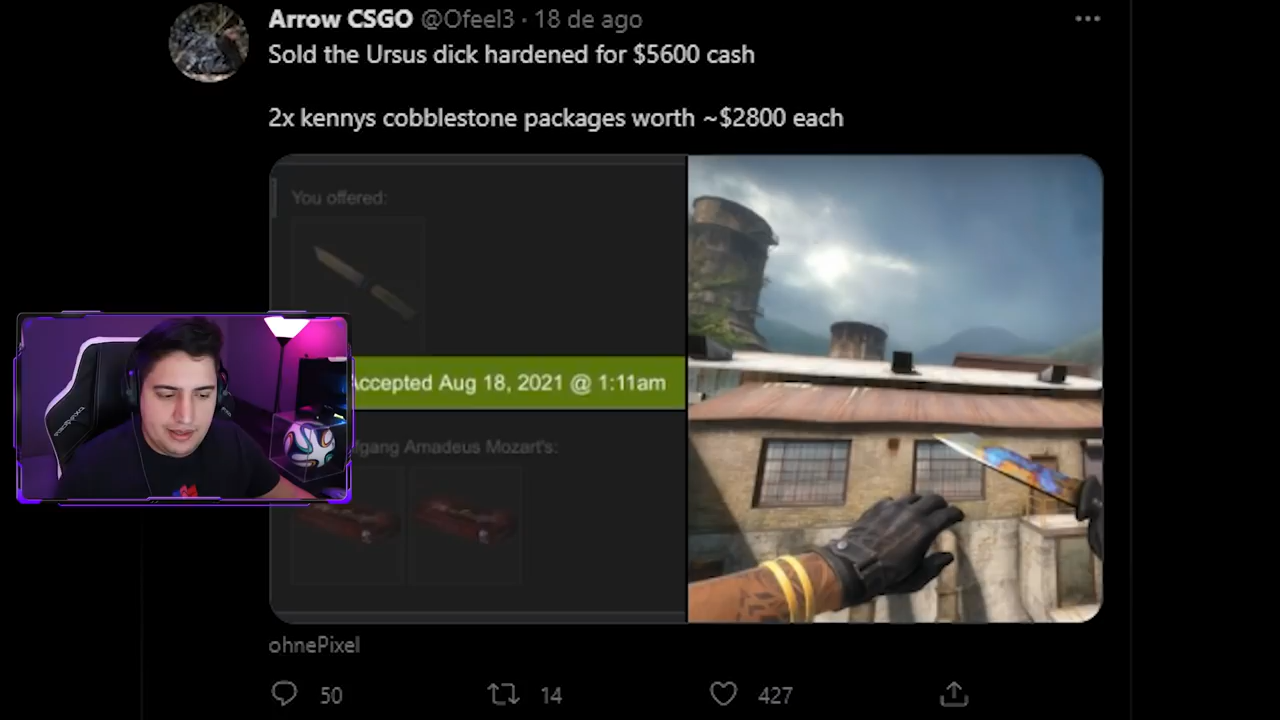 Arrow CSGO @Ofeel3 · 18 de ago
Sold the Ursus dick hardened for $5600 cash
2x kennys cobblestone packages worth ~$2800 each
You offered:
Accepted Aug 18, 2021 @ 1:11am
fgang Amadeus Mozart's:
ohnePixel
50 14 427